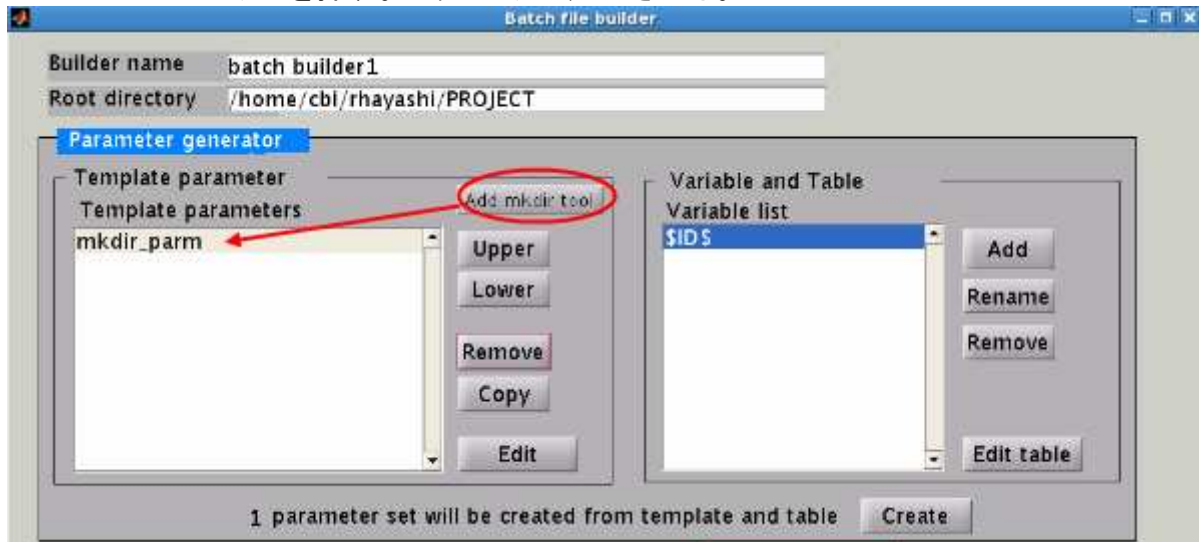 Batch file builder
Builder name batch builder1
Root directory /home/cbi/rhayashi/PROJECT
Parameter generator
Template parameter
Template parameters
Add mkdir tool
mkdir_parm
Upper
Lower
Remove
Copy
Edit
Variable and Table
Variable list
$ID$
Add
Rename
Remove
Edit table
1 parameter set will be created from template and table Create